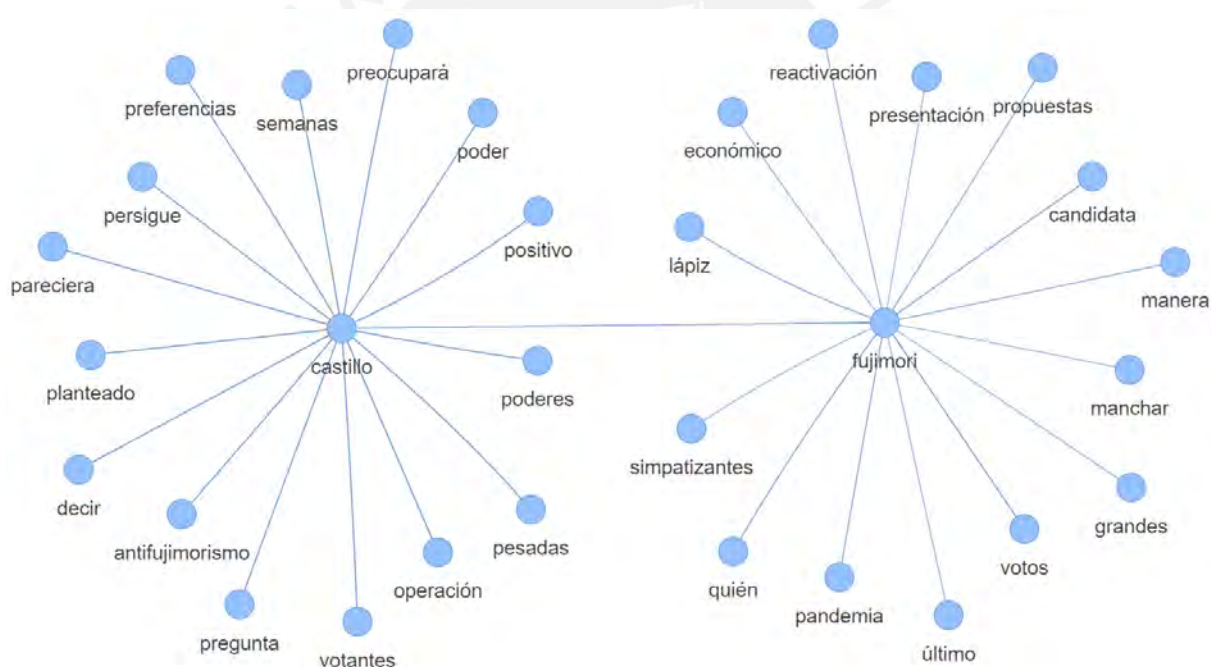 preocupará
preferencias
semanas
poder
persigue
positivo
pareciera
castillo
planteado
poderes
decir
antifujimorismo
pesadas
operación
pregunta
votantes
reactivación
presentación
propuestas
económico
candidata
lápiz
manera
fujimori
manchar
simpatizantes
grandes
votos
quién
pandemia
último